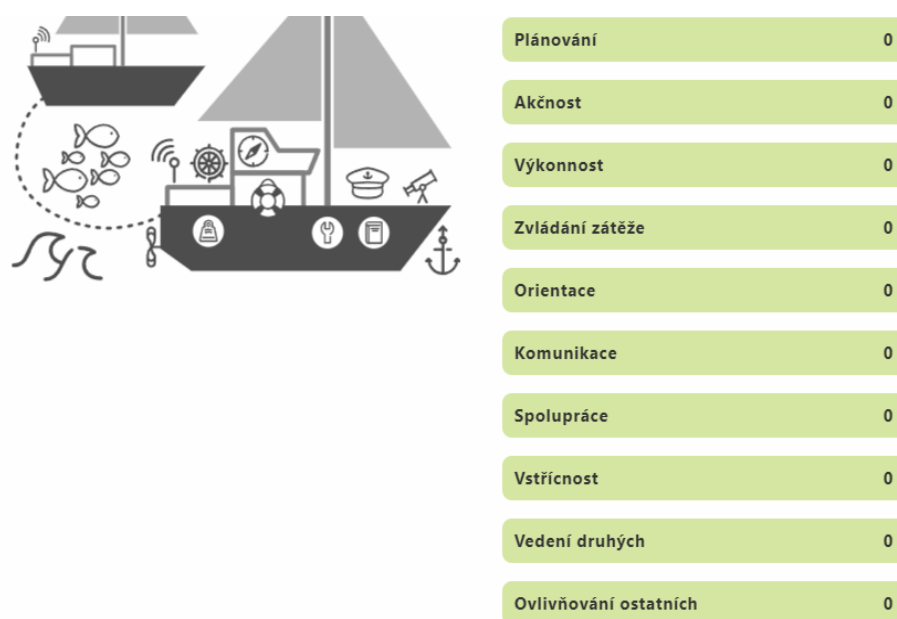 Plánování 0
Akčnost 0
Výkonnost 0
Zvládání zátěže 0
Orientace 0
Komunikace 0
Spolupráce 0
Vstřícnost 0
Vedení druhých 0
Ovlivňování ostatních 0